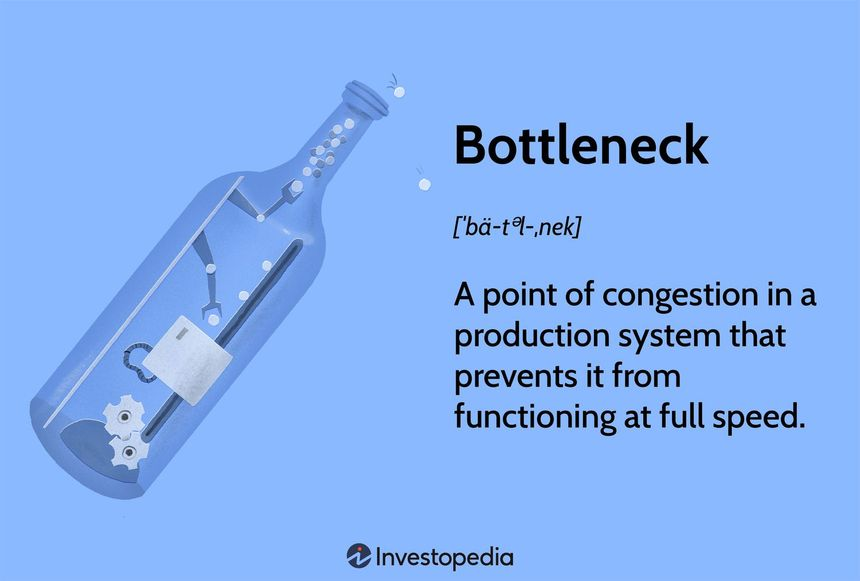 Bottleneck
[ˈbä-tᵊl-ˌnek]
A point of congestion in a
production system that
prevents it from
functioning at full speed.
Investopedia